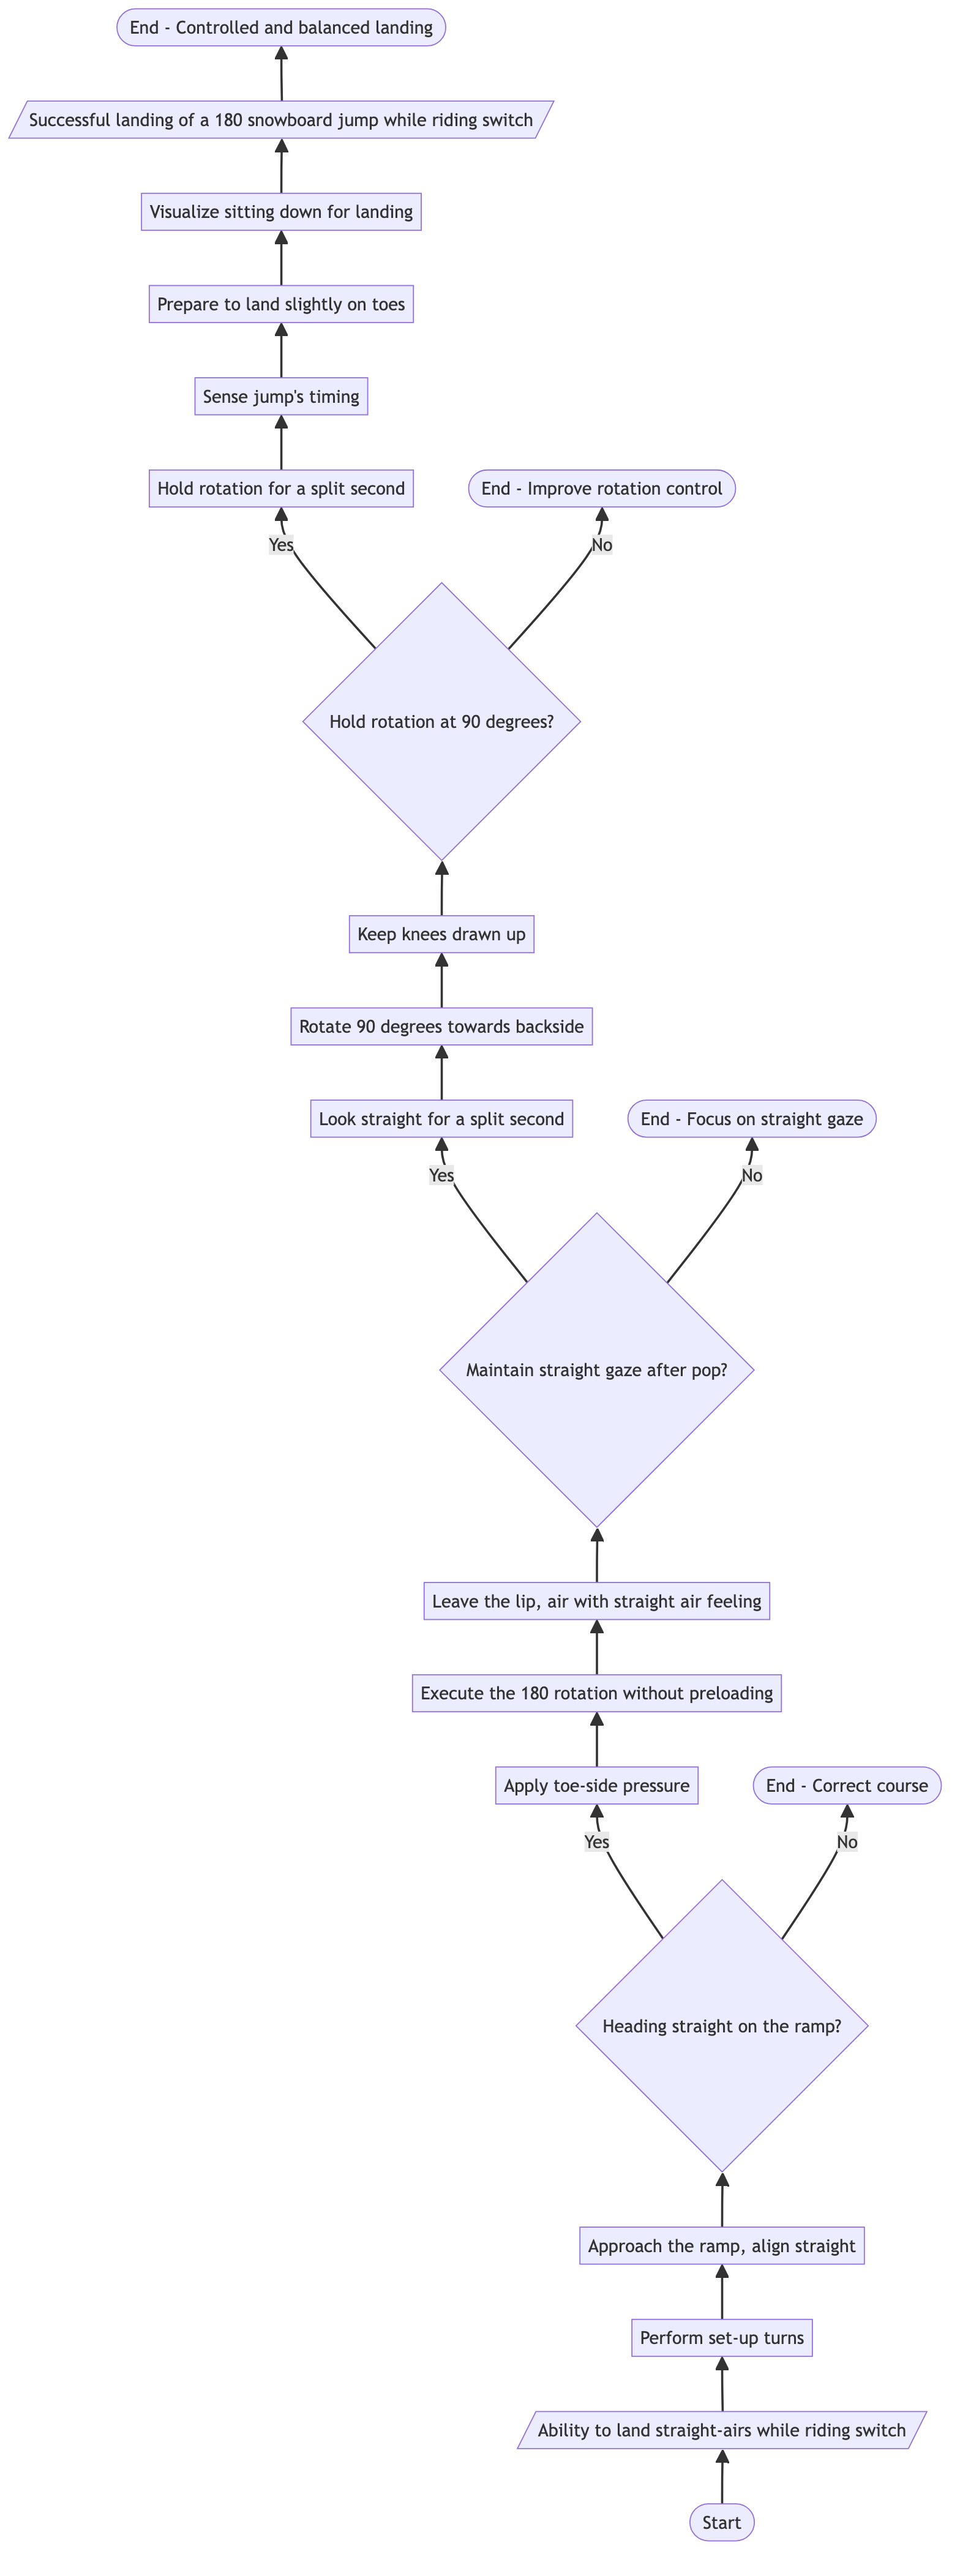 End - Controlled and balanced landing
Successful landing of a 180 snowboard jump while riding switch
Visualize sitting down for landing
Prepare to land slightly on toes
Sense jump's timing
Hold rotation for a split second
End - Improve rotation control
Yes
No
Hold rotation at 90 degrees?
Keep knees drawn up
Rotate 90 degrees towards backside
Look straight for a split second
End - Focus on straight gaze
Yes
No
Maintain straight gaze after pop?
Leave the lip, air with straight air feeling
Execute the 180 rotation without preloading
Apply toe-side pressure
End - Correct course
Yes
No
Heading straight on the ramp?
Approach the ramp, align straight
Perform set-up turns
Ability to land straight-airs while riding switch
Start